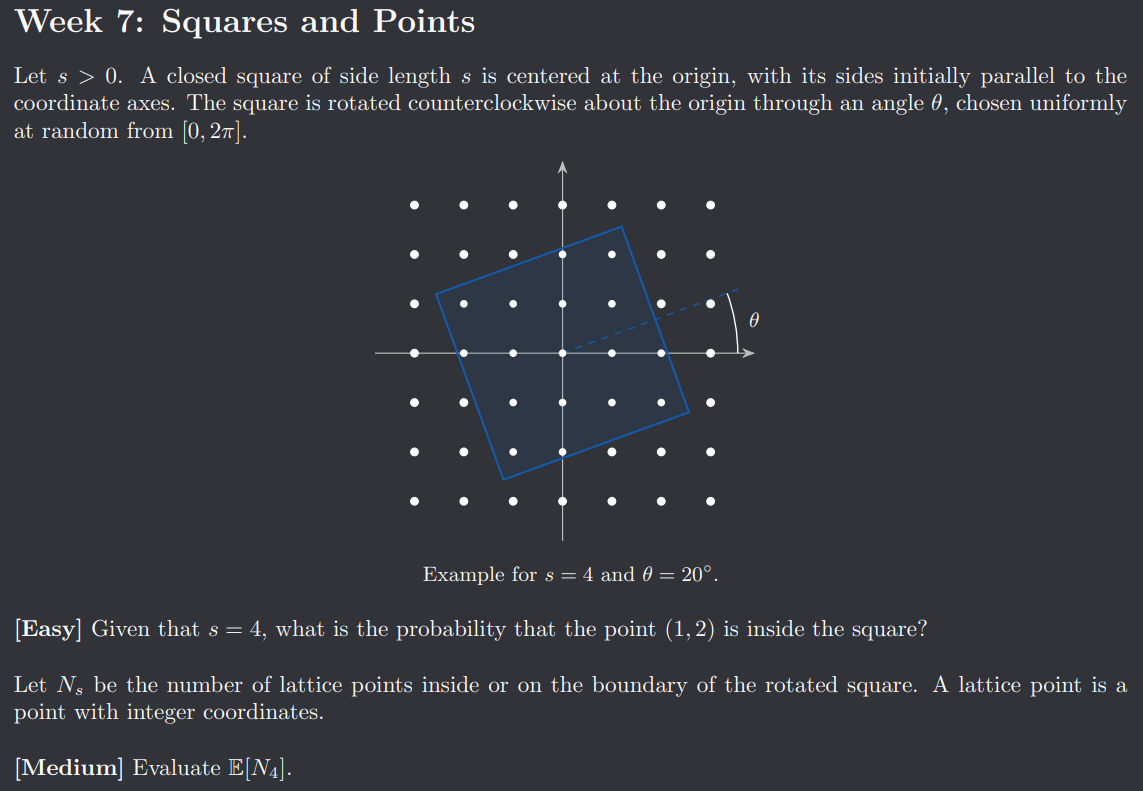 Week 7: Squares and Points
Let s > 0. A closed square of side length s is centered at the origin, with its sides initially parallel to the
coordinate axes. The square is rotated counterclockwise about the origin through an angle θ, chosen uniformly
at random from [0, 2π].
θ
Example for s = 4 and θ = 20°.
[Easy] Given that s = 4, what is the probability that the point (1, 2) is inside the square?
Let Nₛ be the number of lattice points inside or on the boundary of the rotated square. A lattice point is a
point with integer coordinates.
[Medium] Evaluate 𝔼[N₄].